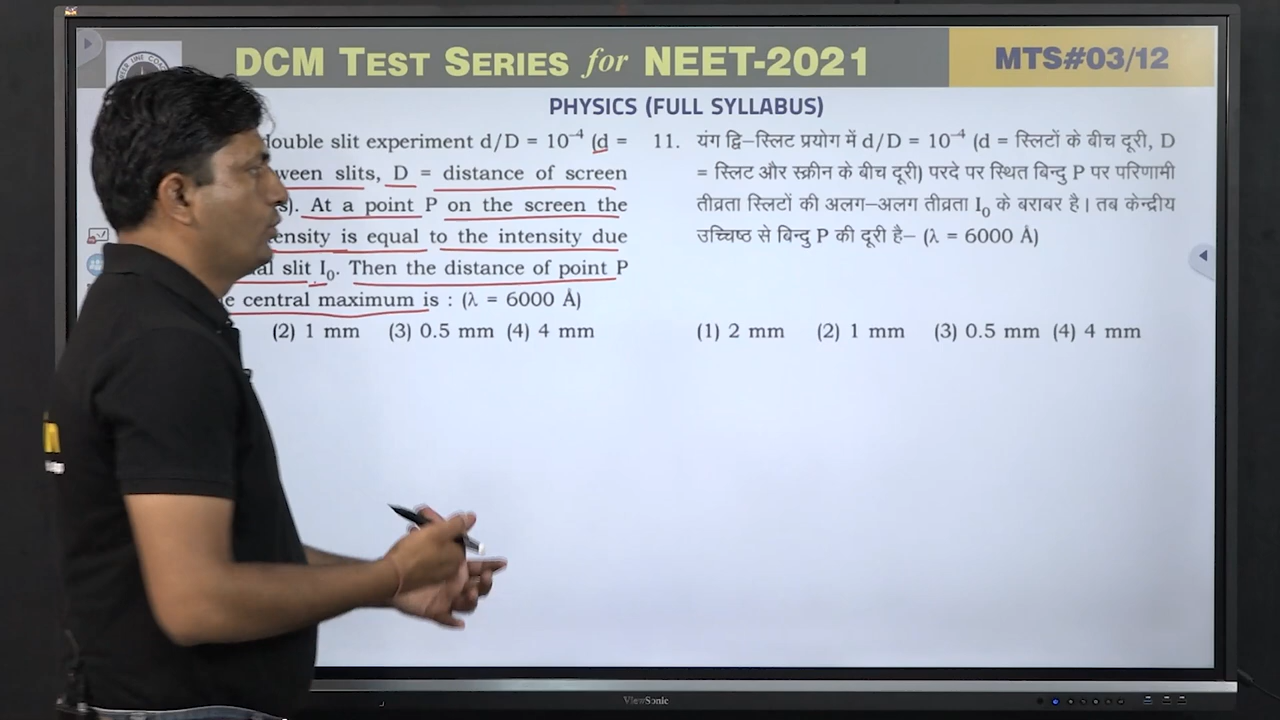 DCM TEST SERIES for NEET-2021
MTS#03/12
PHYSICS (FULL SYLLABUS)
double slit experiment d/D = 10⁻⁴ (d =
slits, D = distance of screen
At a point P on the screen the
is equal to the intensity due
slit I₀. Then the distance of point P
central maximum is : (λ = 6000 Å)
(2) 1 mm (3) 0.5 mm (4) 4 mm
11. यंग द्वि–स्लिट प्रयोग में d/D = 10⁻⁴ (d = स्लिटों के बीच दूरी, D
= स्लिट और स्क्रीन के बीच दूरी) परदे पर स्थित बिन्दु P पर परिणामी
तीव्रता स्लिटों की अलग–अलग तीव्रता I₀ के बराबर है। तब केन्द्रीय
उच्चिष्ठ से बिन्दु P की दूरी है– (λ = 6000 Å)
(1) 2 mm (2) 1 mm (3) 0.5 mm (4) 4 mm
ViewSonic